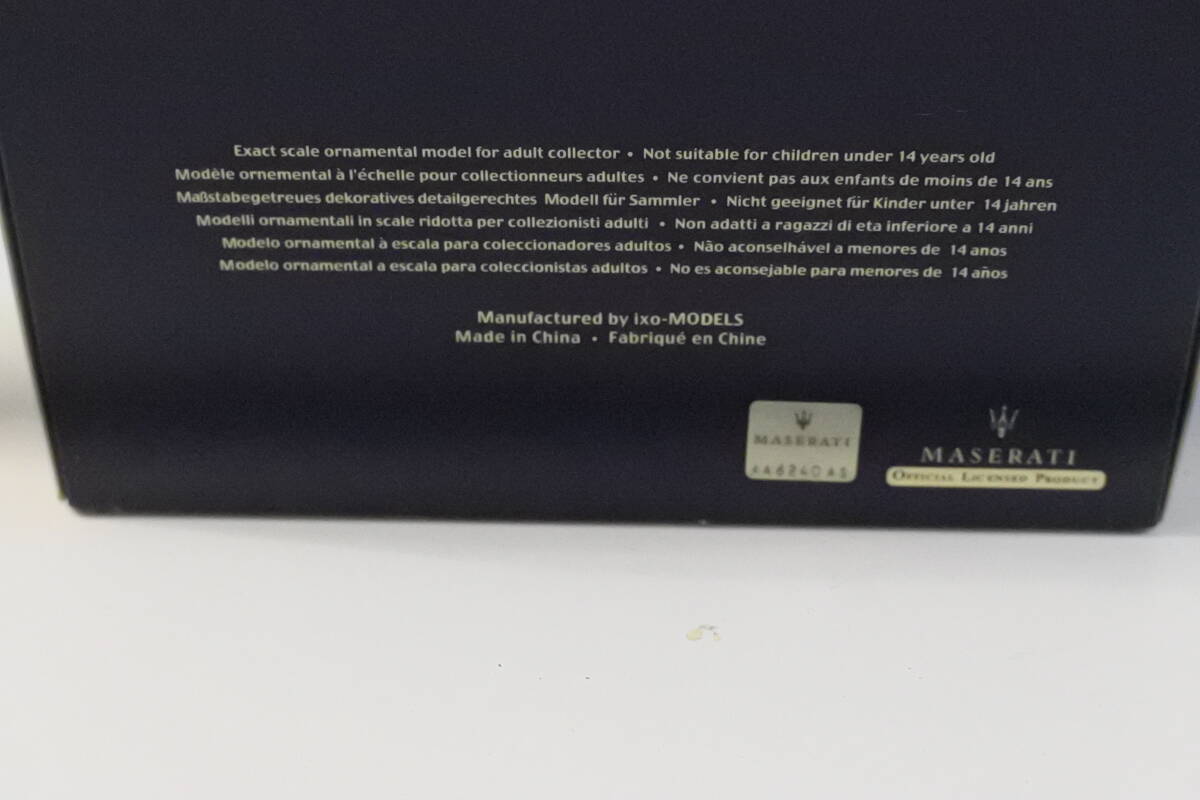 Exact scale ornamental model for adult collector • Not suitable for children under 14 years old
Modèle ornemental à l'échelle pour collectionneurs adultes • Ne convient pas aux enfants de moins de 14 ans
Maßstabegetreues dekoratives detailgerechtes Modell für Sammler • Nicht geeignet für Kinder unter 14 jahren
Modelli ornamentali in scale ridotta per collezionisti adulti • Non adatti a ragazzi di eta inferiore a 14 anni
Modelo ornamental à escala para coleccionadores adultos • Não aconselhável a menores de 14 anos
Modelo ornamental a escala para coleccionistas adultos • No es aconsejable para menores de 14 años
Manufactured by ixo-MODELS
Made in China • Fabriqué en Chine
MASERATI
AA6240AS
MASERATI
OFFICIAL LICENSED PRODUCT